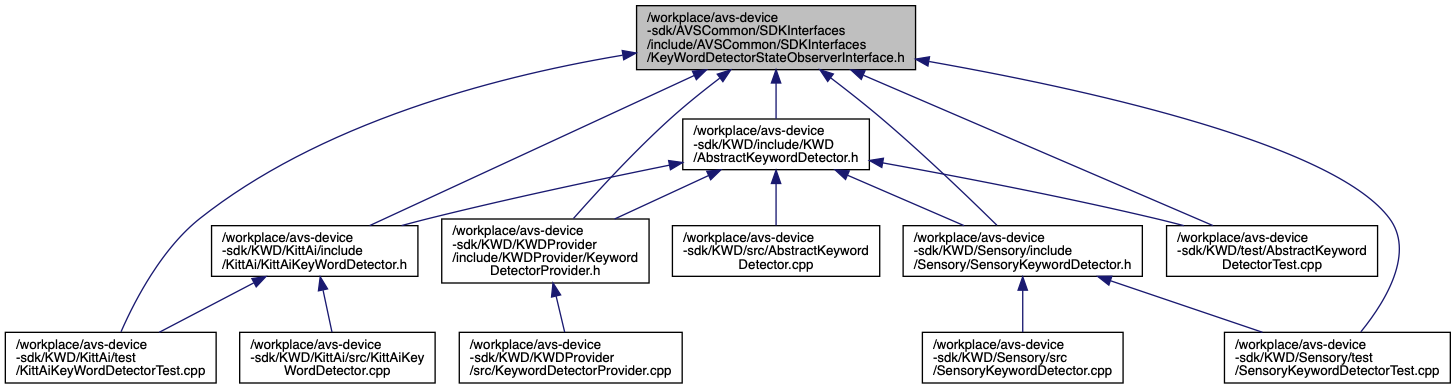 /workplace/avs-device
-sdk/AVSCommon/SDKInterfaces
/include/AVSCommon/SDKInterfaces
/KeyWordDetectorStateObserverInterface.h
/workplace/avs-device
-sdk/KWD/include/KWD
/AbstractKeywordDetector.h
/workplace/avs-device
-sdk/KWD/KittAi/include
/KittAi/KittAiKeyWordDetector.h
/workplace/avs-device
-sdk/KWD/KWDProvider
/include/KWDProvider/Keyword
DetectorProvider.h
/workplace/avs-device
-sdk/KWD/src/AbstractKeyword
Detector.cpp
/workplace/avs-device
-sdk/KWD/Sensory/include
/Sensory/SensoryKeywordDetector.h
/workplace/avs-device
-sdk/KWD/test/AbstractKeyword
DetectorTest.cpp
/workplace/avs-device
-sdk/KWD/KittAi/test
/KittAiKeyWordDetectorTest.cpp
/workplace/avs-device
-sdk/KWD/KittAi/src/KittAiKey
WordDetector.cpp
/workplace/avs-device
-sdk/KWD/KWDProvider
/src/KeywordDetectorProvider.cpp
/workplace/avs-device
-sdk/KWD/Sensory/src
/SensoryKeywordDetector.cpp
/workplace/avs-device
-sdk/KWD/Sensory/test
/SensoryKeywordDetectorTest.cpp